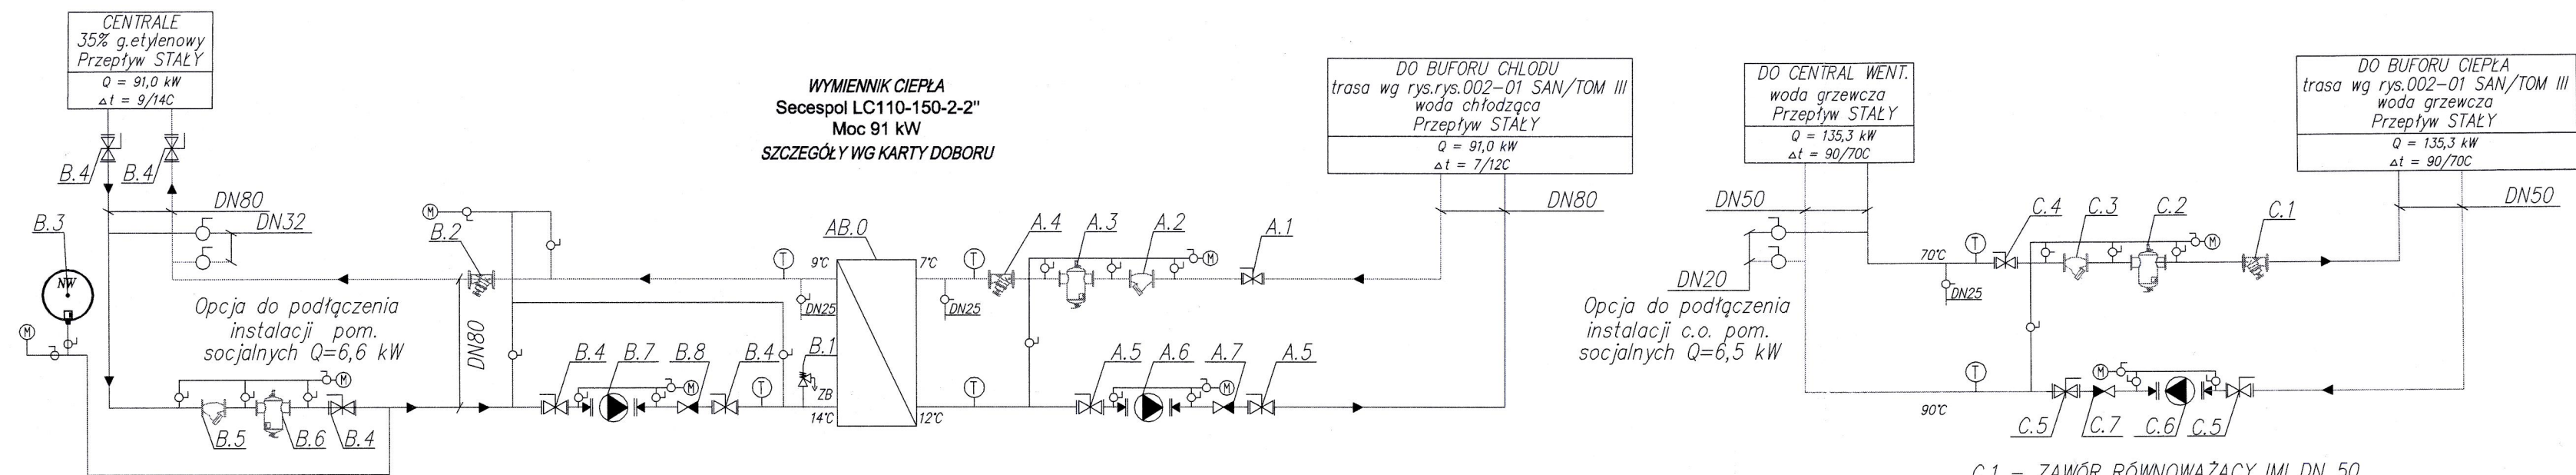 CENTRALE
35% g.etylenowy
Przepływ STAŁY
Q = 91,0 kW
Δt = 9/14C
B.4
B.4
DN80
DN32
B.3
NW
M
Opcja do podłączenia
instalacji pom.
socjalnych Q=6,6 kW
B.5
B.6
B.4
M
DN80
M
B.2
WYMIENNIK CIEPŁA
Secespol LC110-150-2-2"
Moc 91 kW
SZCZEGÓŁY WG KARTY DOBORU
AB.0
T
9°C
7°C
T
DN25
DN25
B.1
ZB
14°C
12°C
B.4
B.7
B.8
B.4
M
T
T
A.4
A.3
A.2
A.1
M
A.5
A.6
A.7
A.5
M
DO BUFORU CHLODU
trasa wg rys.rys.002-01 SAN/TOM III
woda chłodząca
Przepływ STAŁY
Q = 91,0 kW
Δt = 7/12C
DN80
DO CENTRAL WENT.
woda grzewcza
Przepływ STAŁY
Q = 135,3 kW
Δt = 90/70C
DN50
DN20
Opcja do podłączenia
instalacji c.o. pom.
socjalnych Q=6,5 kW
70°C
T
DN25
C.4
C.3
C.2
C.1
M
90°C
T
M
C.5
C.7
C.6
C.5
DO BUFORU CIEPŁA
trasa wg rys.002-01 SAN/TOM III
woda grzewcza
Przepływ STAŁY
Q = 135,3 kW
Δt = 90/70C
DN50
C.1 – ZAWÓR RÓWNOWAŻĄCY IMI DN 50